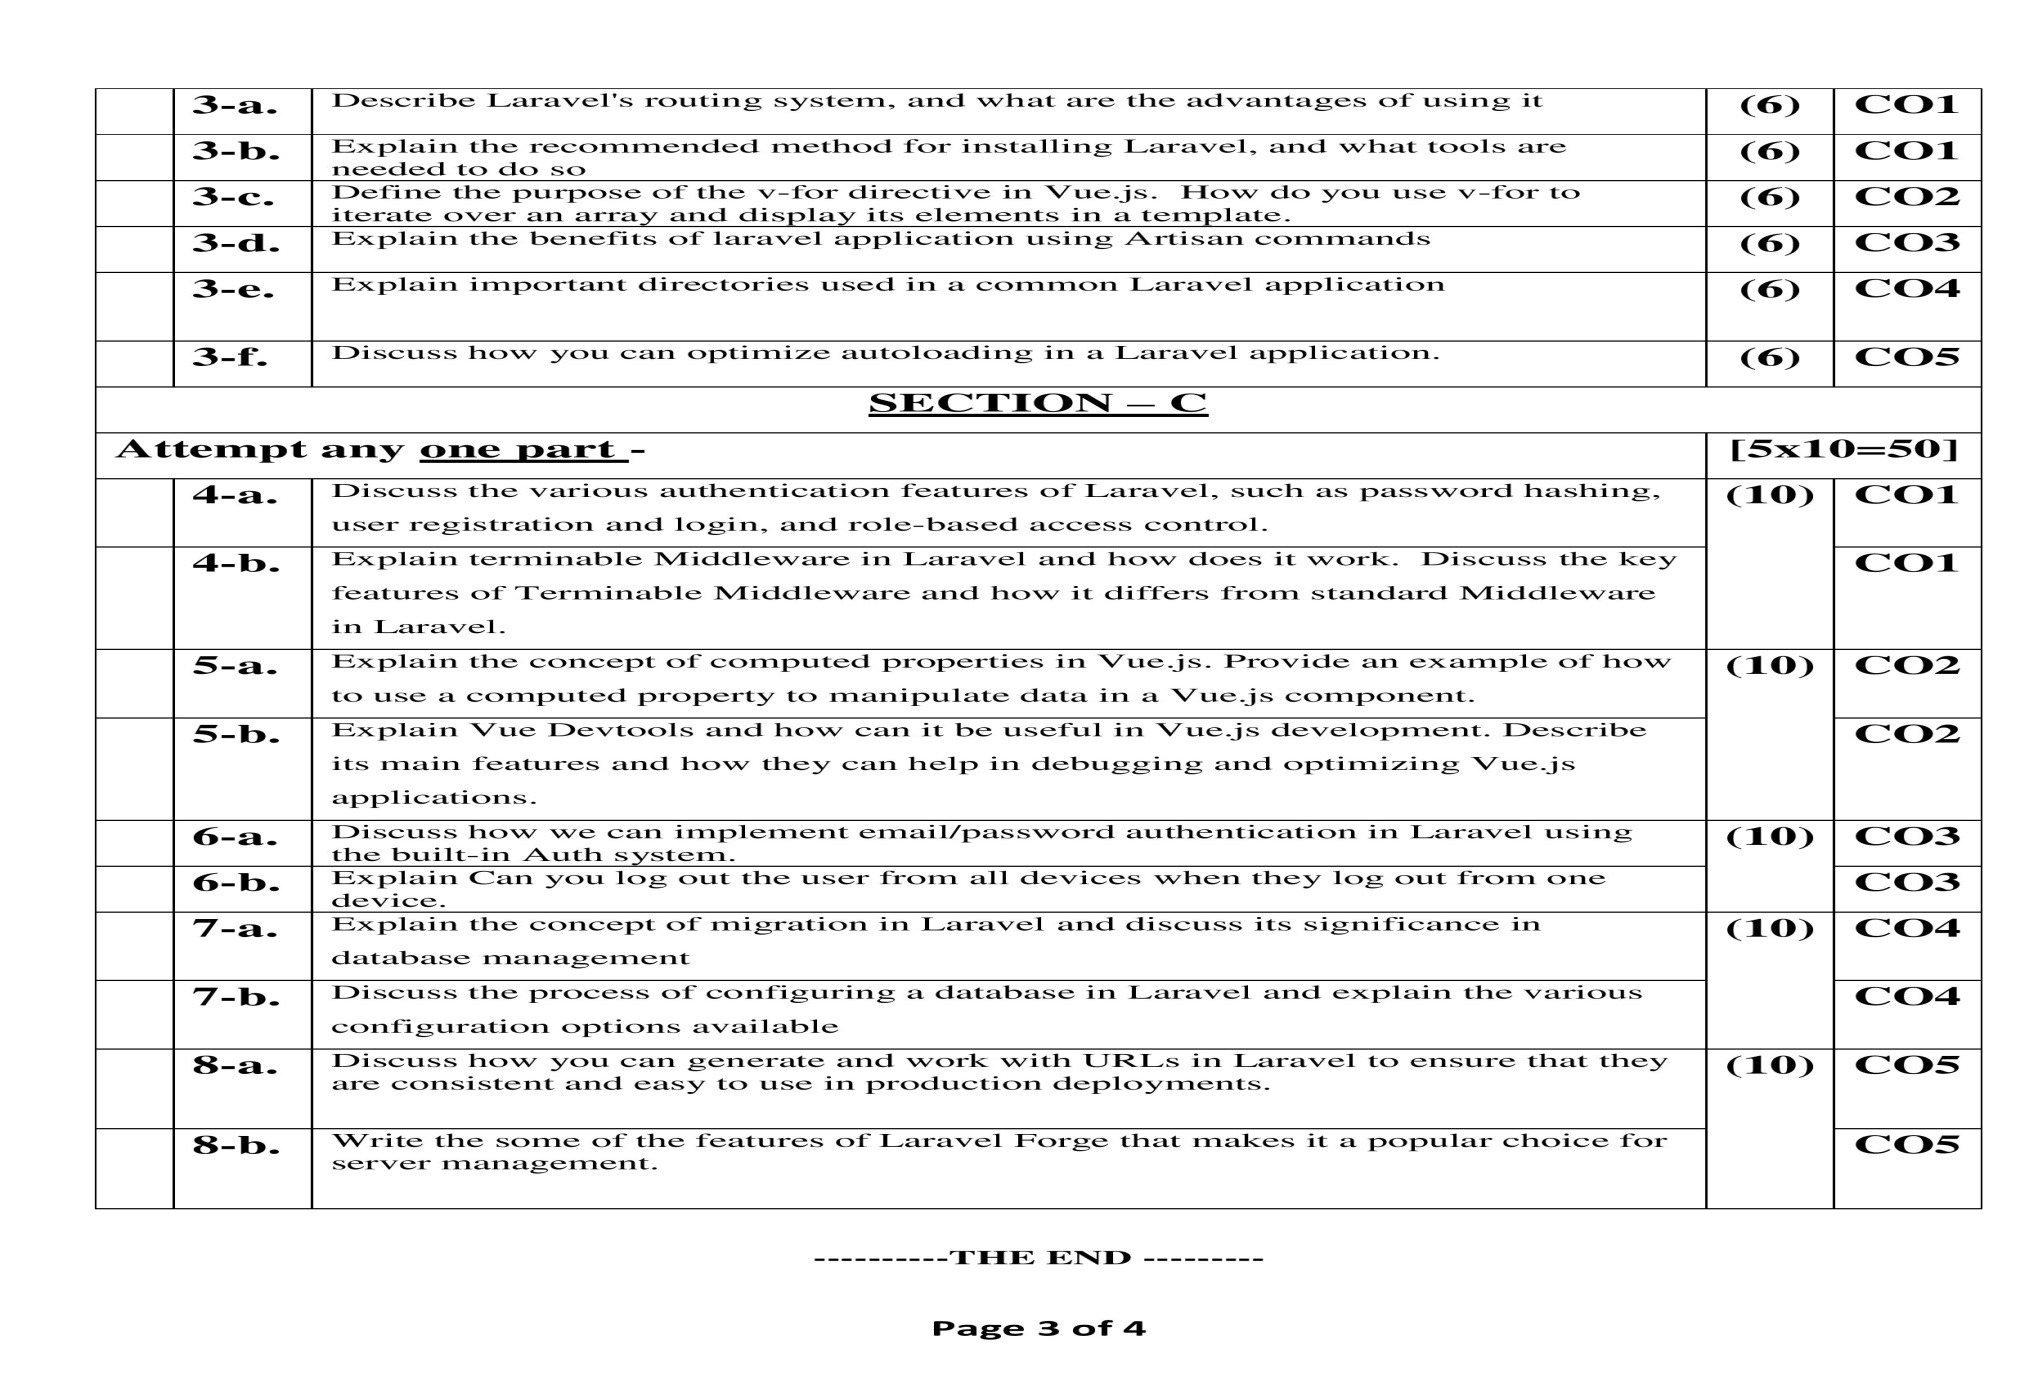 3-a. Describe Laravel's routing system, and what are the advantages of using it (6) CO1
3-b. Explain the recommended method for installing Laravel, and what tools are (6) CO1
needed to do so
3-c. Define the purpose of the v-for directive in Vue.js.  How do you use v-for to (6) CO2
iterate over an array and display its elements in a template.
3-d. Explain the benefits of laravel application using Artisan commands (6) CO3
3-e. Explain important directories used in a common Laravel application (6) CO4
3-f. Discuss how you can optimize autoloading in a Laravel application. (6) CO5
SECTION – C
Attempt any one part - [5x10=50]
4-a. Discuss the various authentication features of Laravel, such as password hashing, (10) CO1
user registration and login, and role-based access control.
4-b. Explain terminable Middleware in Laravel and how does it work.  Discuss the key CO1
features of Terminable Middleware and how it differs from standard Middleware
in Laravel.
5-a. Explain the concept of computed properties in Vue.js. Provide an example of how (10) CO2
to use a computed property to manipulate data in a Vue.js component.
5-b. Explain Vue Devtools and how can it be useful in Vue.js development. Describe CO2
its main features and how they can help in debugging and optimizing Vue.js
applications.
6-a. Discuss how we can implement email/password authentication in Laravel using (10) CO3
the built-in Auth system.
6-b. Explain Can you log out the user from all devices when they log out from one CO3
device.
7-a. Explain the concept of migration in Laravel and discuss its significance in (10) CO4
database management
7-b. Discuss the process of configuring a database in Laravel and explain the various CO4
configuration options available
8-a. Discuss how you can generate and work with URLs in Laravel to ensure that they (10) CO5
are consistent and easy to use in production deployments.
8-b. Write the some of the features of Laravel Forge that makes it a popular choice for CO5
server management.
----------THE END ---------
Page 3 of 4